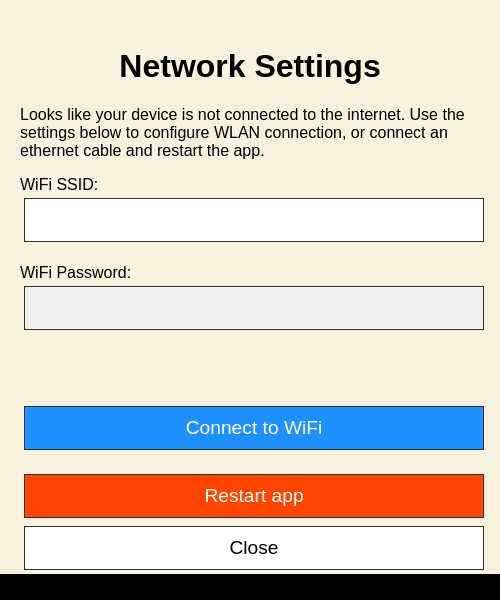 Network Settings
Looks like your device is not connected to the internet. Use the
settings below to configure WLAN connection, or connect an
ethernet cable and restart the app.
WiFi SSID:
WiFi Password:
Connect to WiFi
Restart app
Close